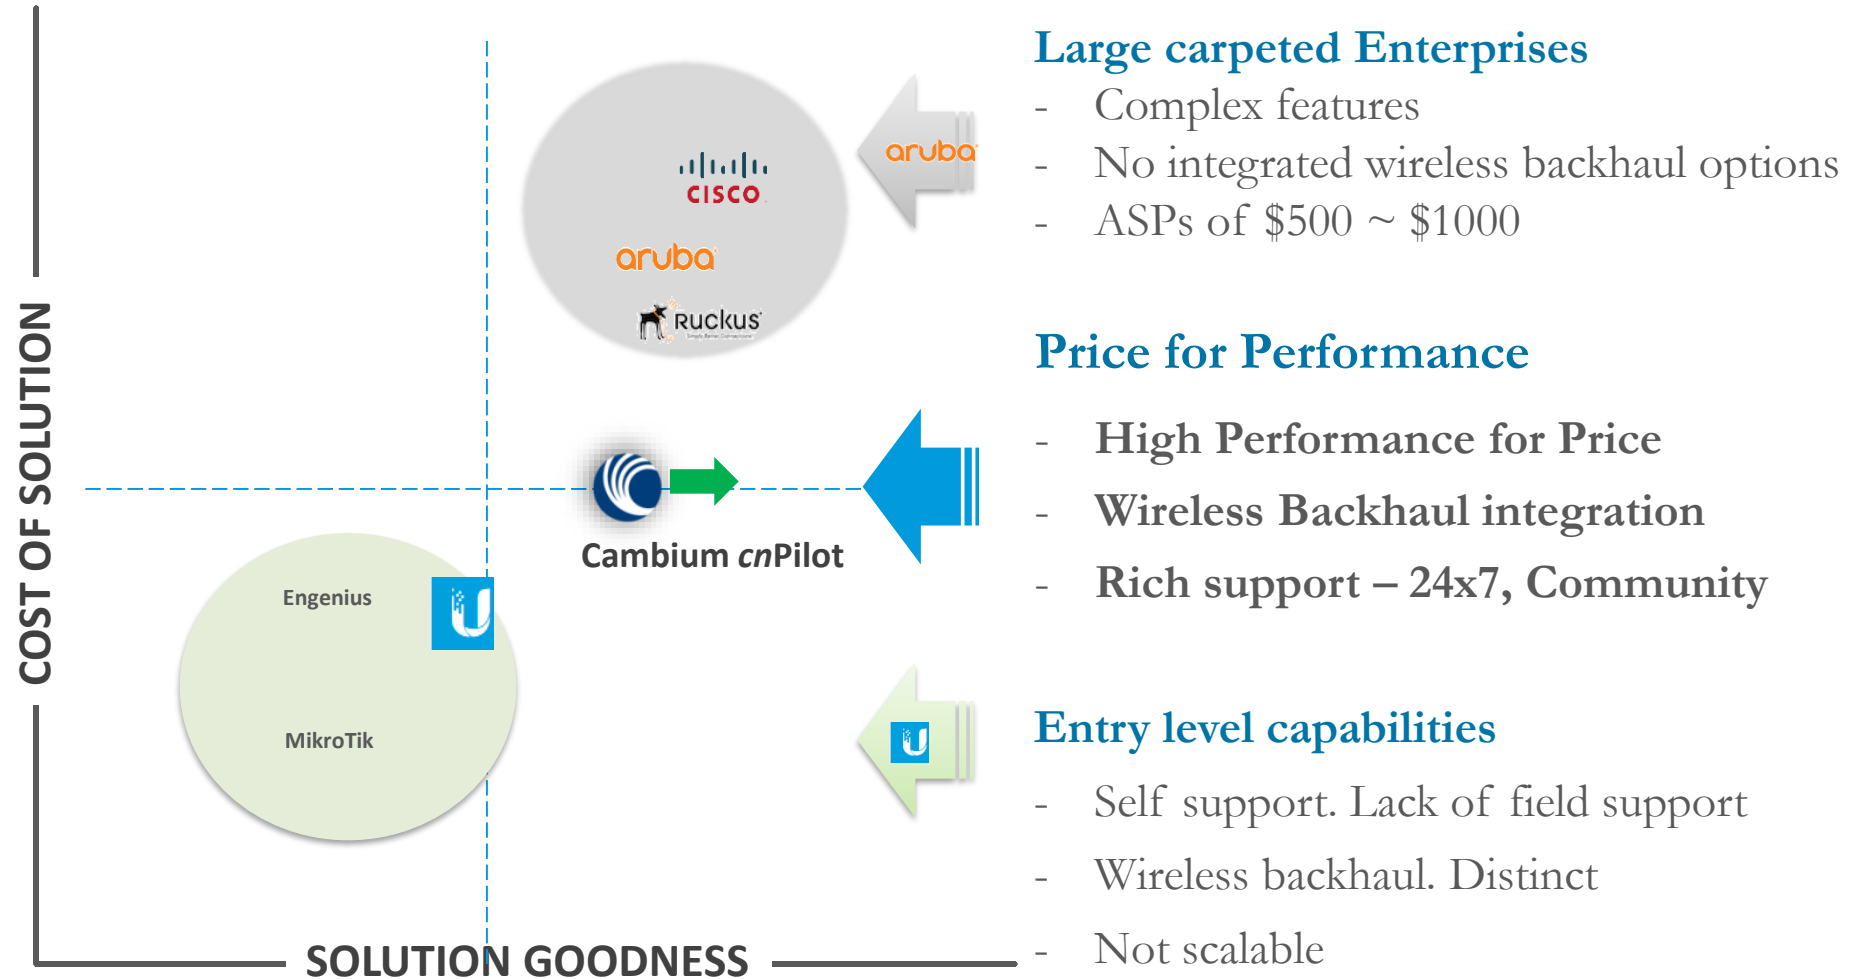 COST OF SOLUTION
SOLUTION GOODNESS
CISCO
aruba
Ruckus
Cambium cnPilot
Engenius
MikroTik
aruba
Large carpeted Enterprises
- Complex features
- No integrated wireless backhaul options
- ASPs of $500 ~ $1000
Price for Performance
- High Performance for Price
- Wireless Backhaul integration
- Rich support – 24x7, Community
Entry level capabilities
- Self support. Lack of field support
- Wireless backhaul. Distinct
- Not scalable